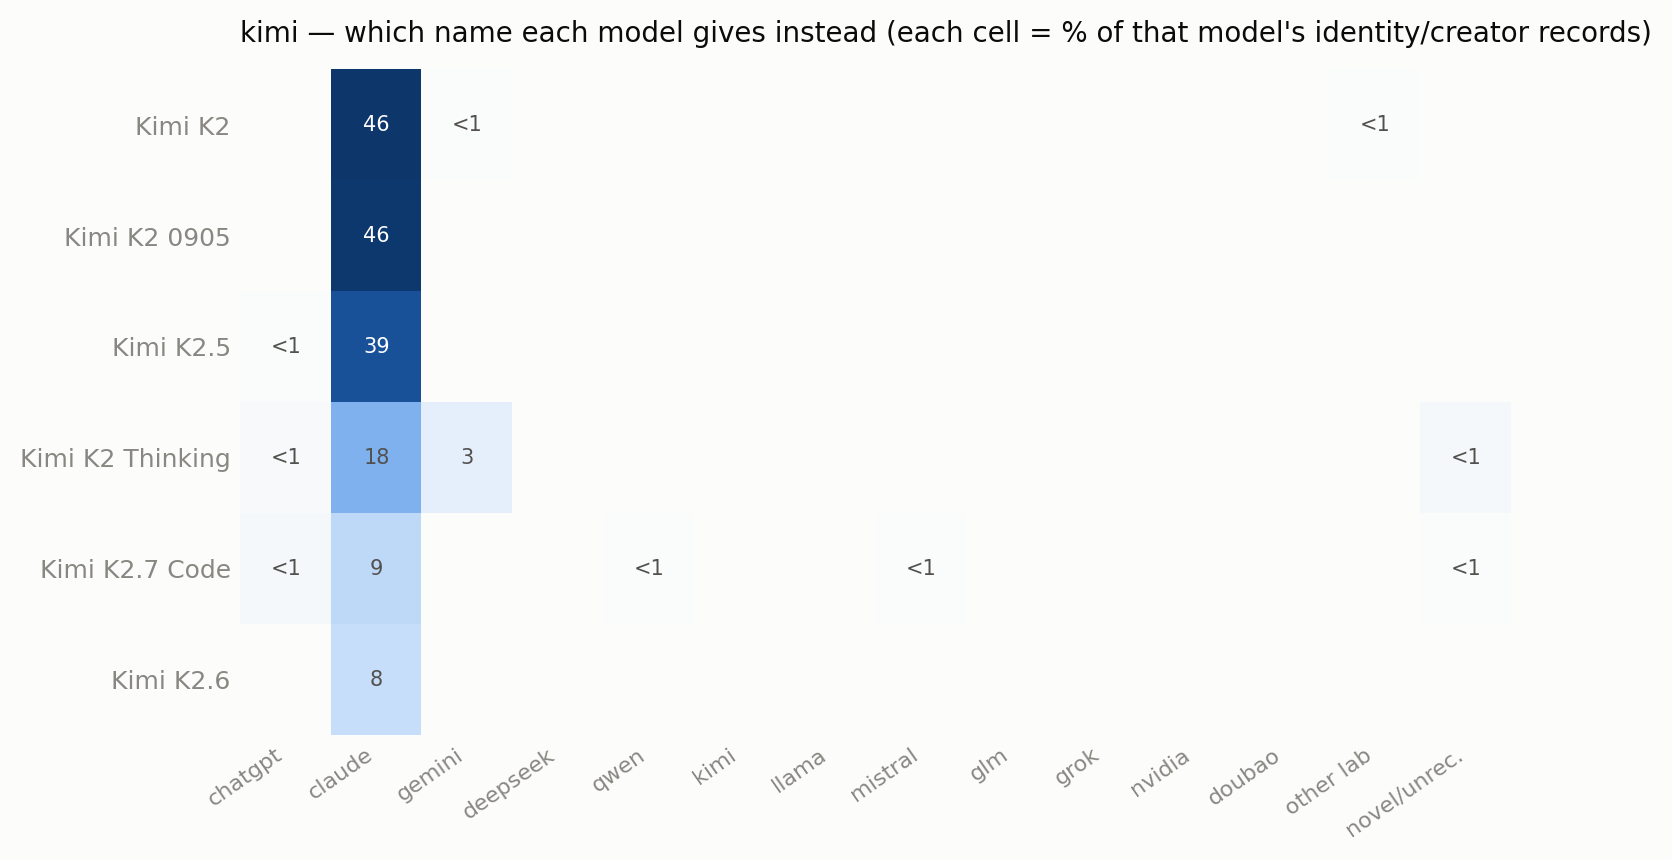 kimi — which name each model gives instead (each cell = % of that model's identity/creator records)
Kimi K2 46 <1 <1
Kimi K2 0905 46
Kimi K2.5 <1 39
Kimi K2 Thinking <1 18 3 <1
Kimi K2.7 Code <1 9 <1 <1 <1
Kimi K2.6 8
chatgpt claude gemini deepseek qwen kimi llama mistral glm grok nvidia doubao other lab novel/unrec.